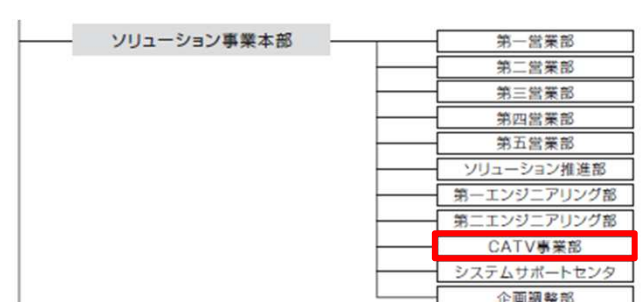 ソリューション事業本部
第一営業部
第二営業部
第三営業部
第四営業部
第五営業部
ソリューション推進部
第一エンジニアリング部
第二エンジニアリング部
CATV事業部
システムサポートセンタ
企画調整部